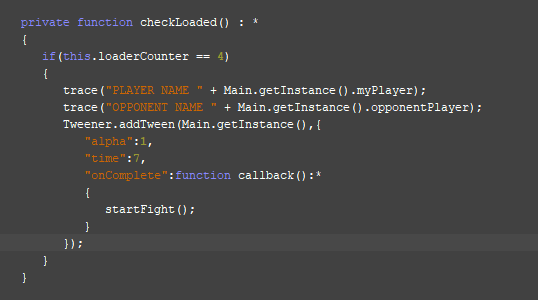 private function checkLoaded() : *
{
if(this.loaderCounter == 4)
{
trace("PLAYER NAME " + Main.getInstance().myPlayer);
trace("OPPONENT NAME " + Main.getInstance().opponentPlayer);
Tweener.addTween(Main.getInstance(),{
"alpha":1,
"time":7,
"onComplete":function callback():*
{
startFight();
}
});
}
}